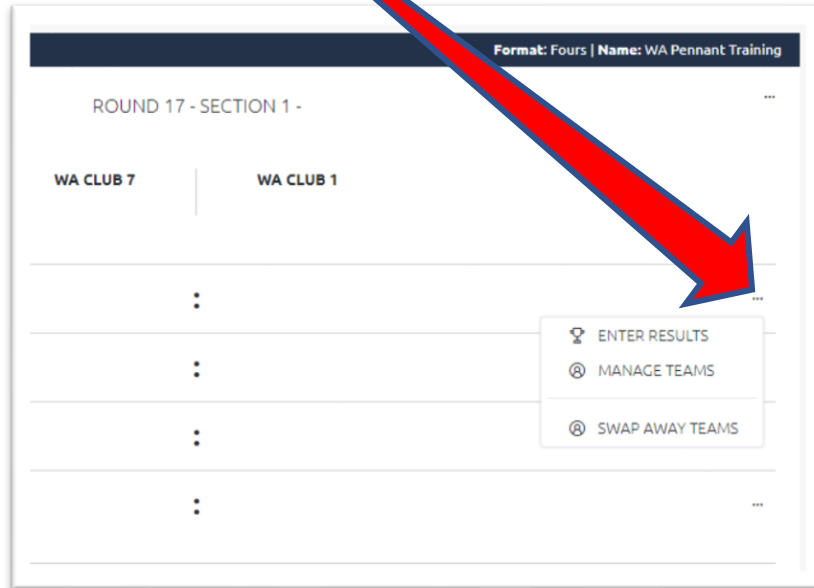 Format: Fours | Name: WA Pennant Training
ROUND 17 - SECTION 1 -
...
WA CLUB 7 WA CLUB 1
: ...
ENTER RESULTS
:
MANAGE TEAMS
: SWAP AWAY TEAMS
: ...